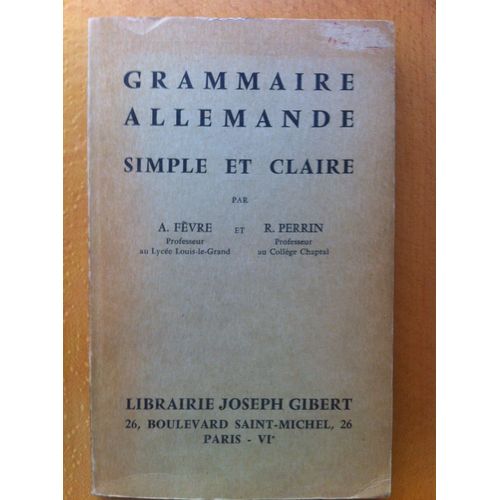 GRAMMAIRE
ALLEMANDE
SIMPLE ET CLAIRE
PAR
A. FÈVRE ET R. PERRIN
Professeur Professeur
au Lycée Louis-le-Grand au Collège Chaptal
LIBRAIRIE JOSEPH GIBERT
26, BOULEVARD SAINT-MICHEL, 26
PARIS - VIᵉ